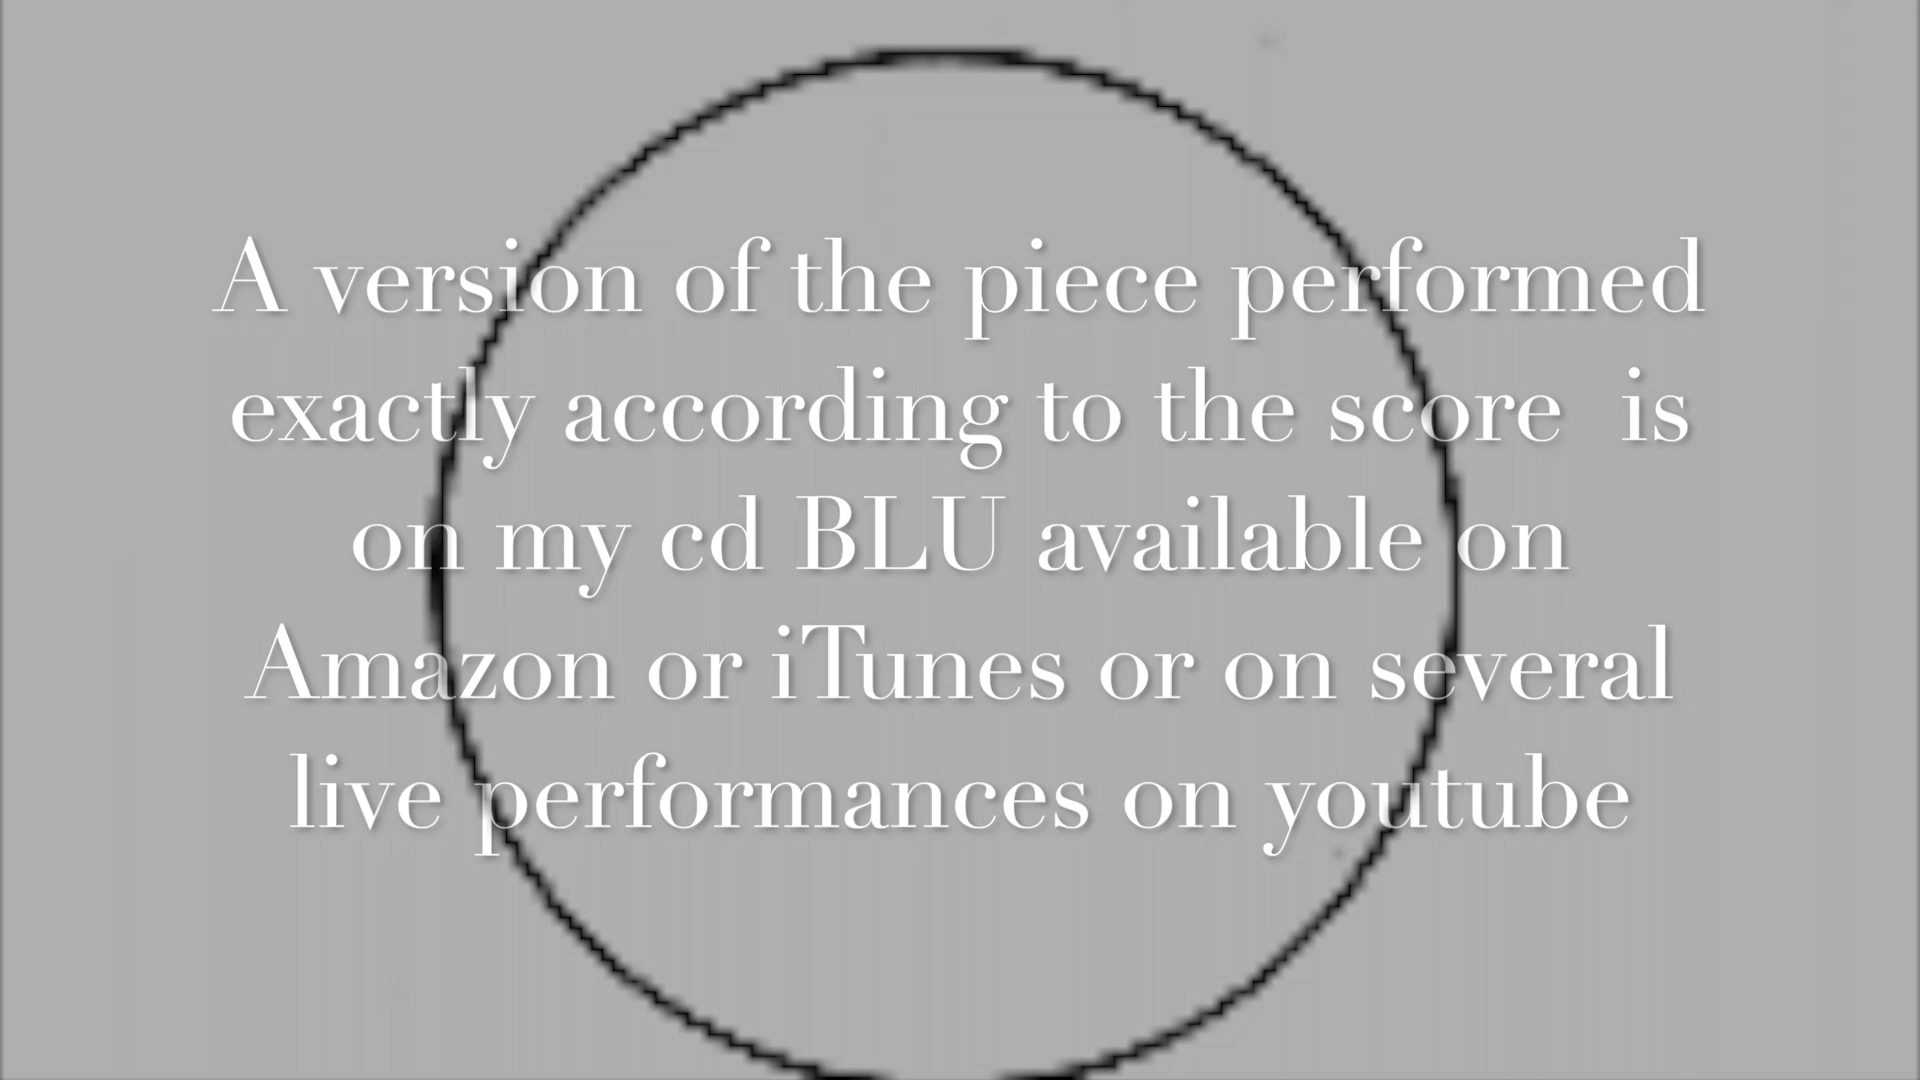 A version of the piece performed
exactly according to the score  is
on my cd BLU available on
Amazon or iTunes or on several
live performances on youtube